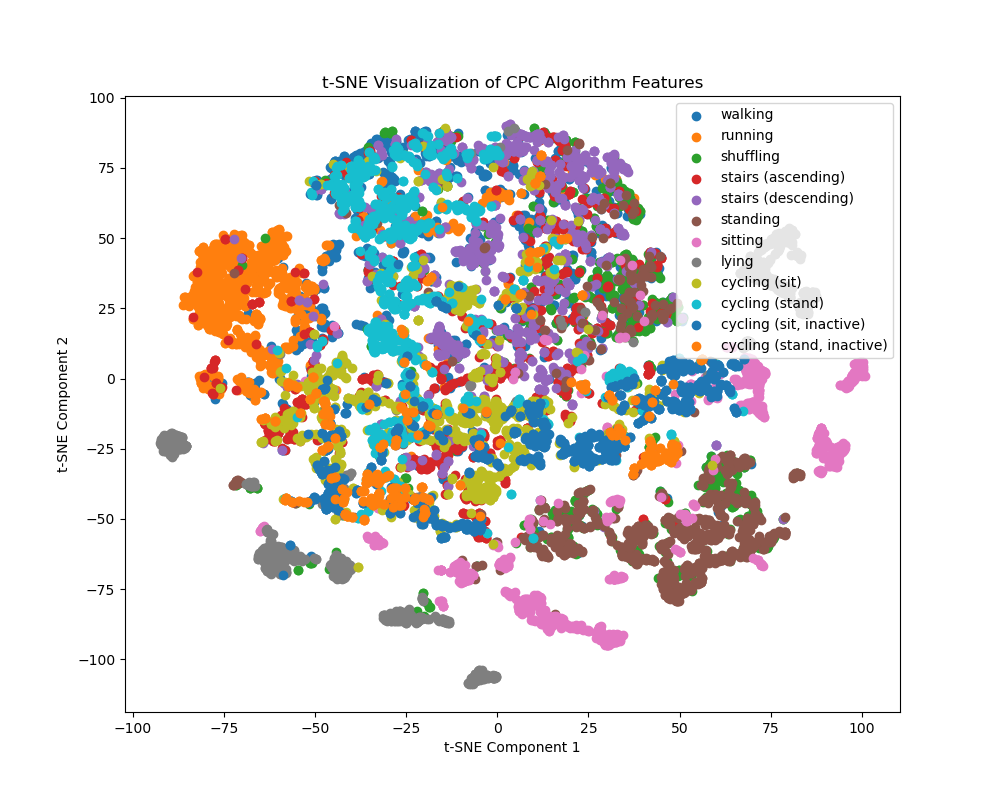 t-SNE Visualization of CPC Algorithm Features
walking
running
shuffling
stairs (ascending)
stairs (descending)
standing
sitting
lying
cycling (sit)
cycling (stand)
cycling (sit, inactive)
cycling (stand, inactive)
t-SNE Component 2
100
75
50
25
0
−25
−50
−75
−100
−100
−75
−50
−25
0
25
50
75
100
t-SNE Component 1